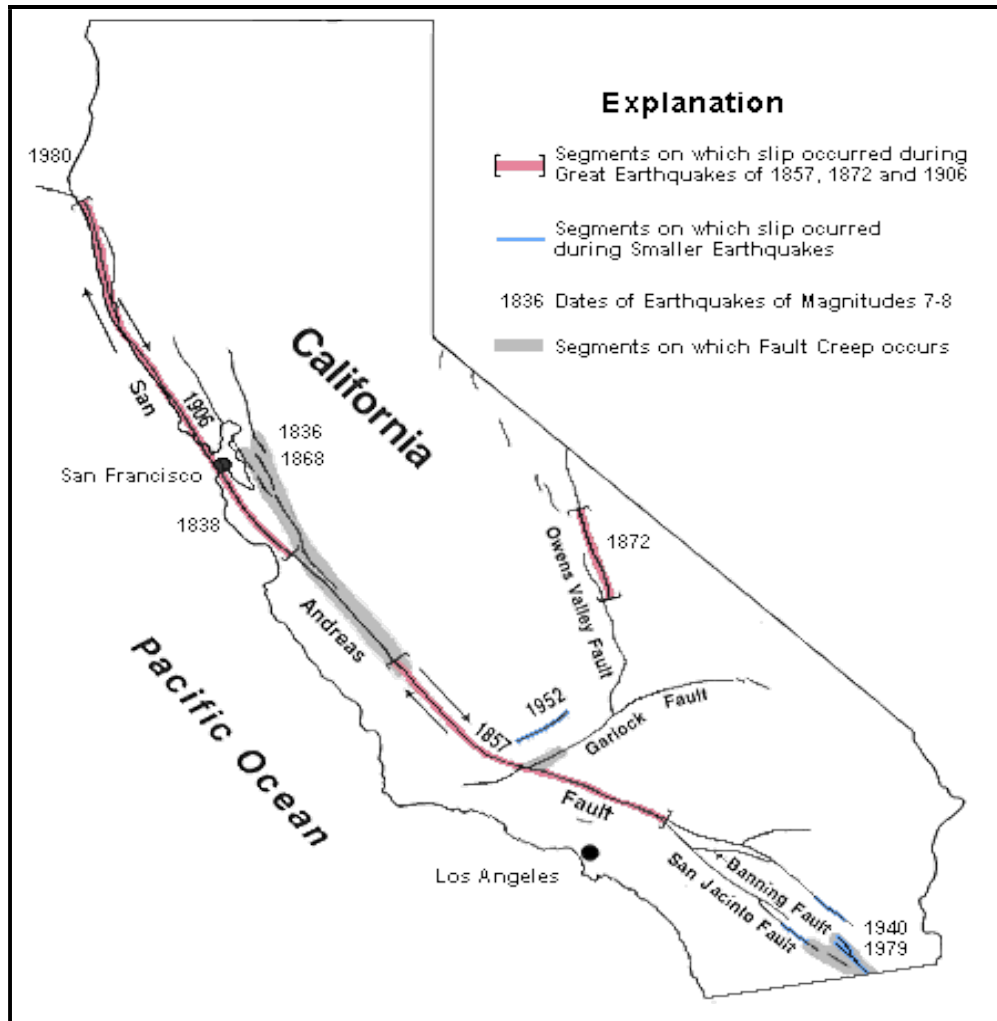 Explanation
Segments on which slip occurred during
Great Earthquakes of 1857, 1872 and 1906
Segments on which slip ocurred
during Smaller Earthquakes
1836 Dates of Earthquakes of Magnitudes 7-8
Segments on which Fault Creep occurs
1980
California
San
1906
1836
1868
San Francisco
1838
1872
Owens Valley Fault
Andreas
Pacific Ocean
1952
1857
Garlock Fault
Fault
Los Angeles
Banning Fault
San Jacinto Fault
1940
1979